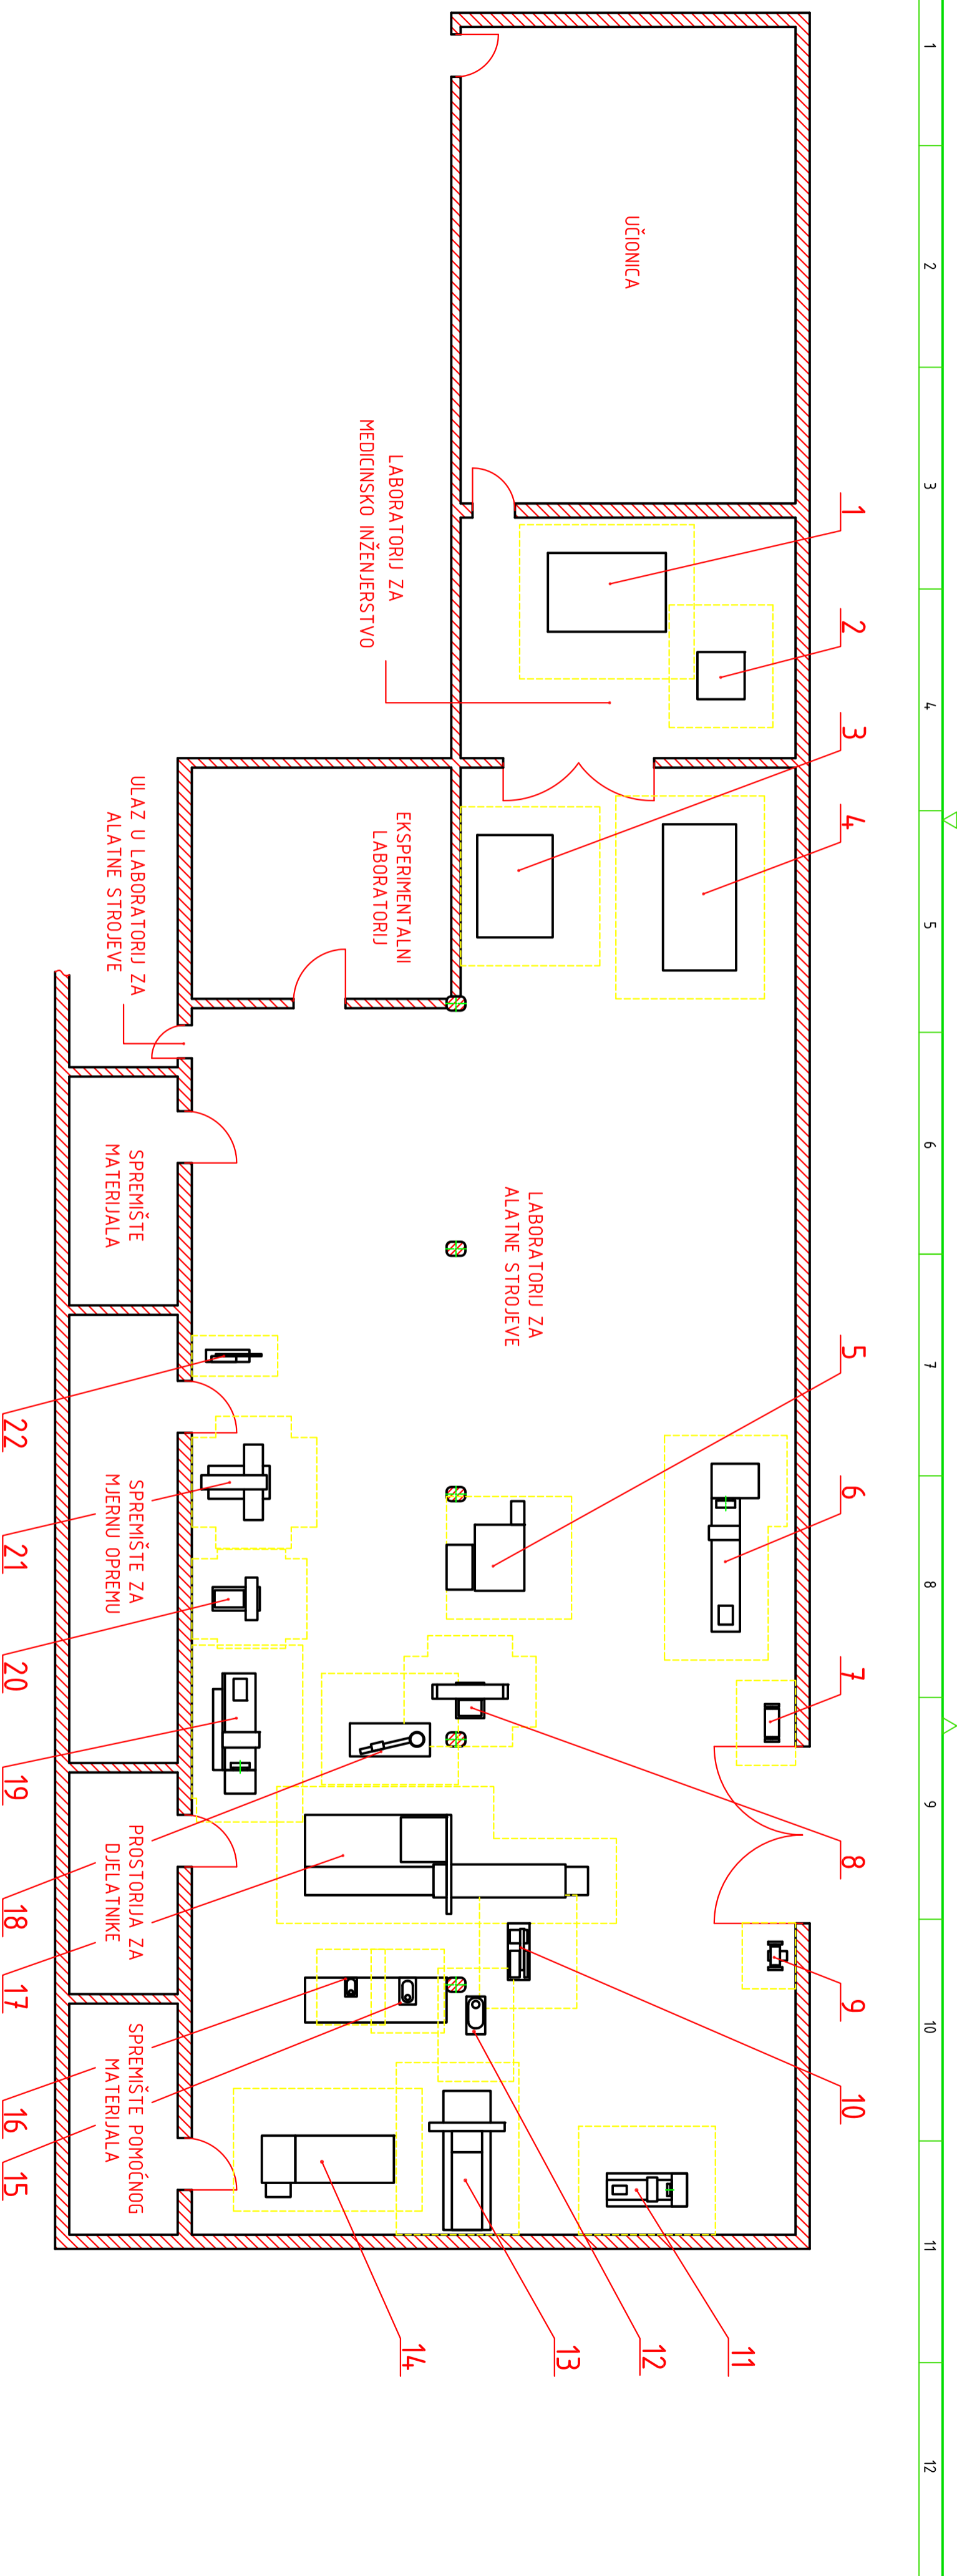 1
2
3
4
5
6
7
8
9
10
11
12
1
2
3
4
5
6
7
8
9
10
11
12
13
14
UČIONICA
LABORATORIJ ZA
MEDICINSKO INŽENJERSTVO
EKSPERIMENTALNI
LABORATORIJ
LABORATORIJ ZA
ALATNE STROJEVE
ULAZ U LABORATORIJ ZA
ALATNE STROJEVE
SPREMIŠTE
MATERIJALA
SPREMIŠTE ZA
MJERNU OPREMU
PROSTORIJA ZA
DJELATNIKE
SPREMIŠTE POMOĆNOG
MATERIJALA
22
21
20
19
18
17
16
15